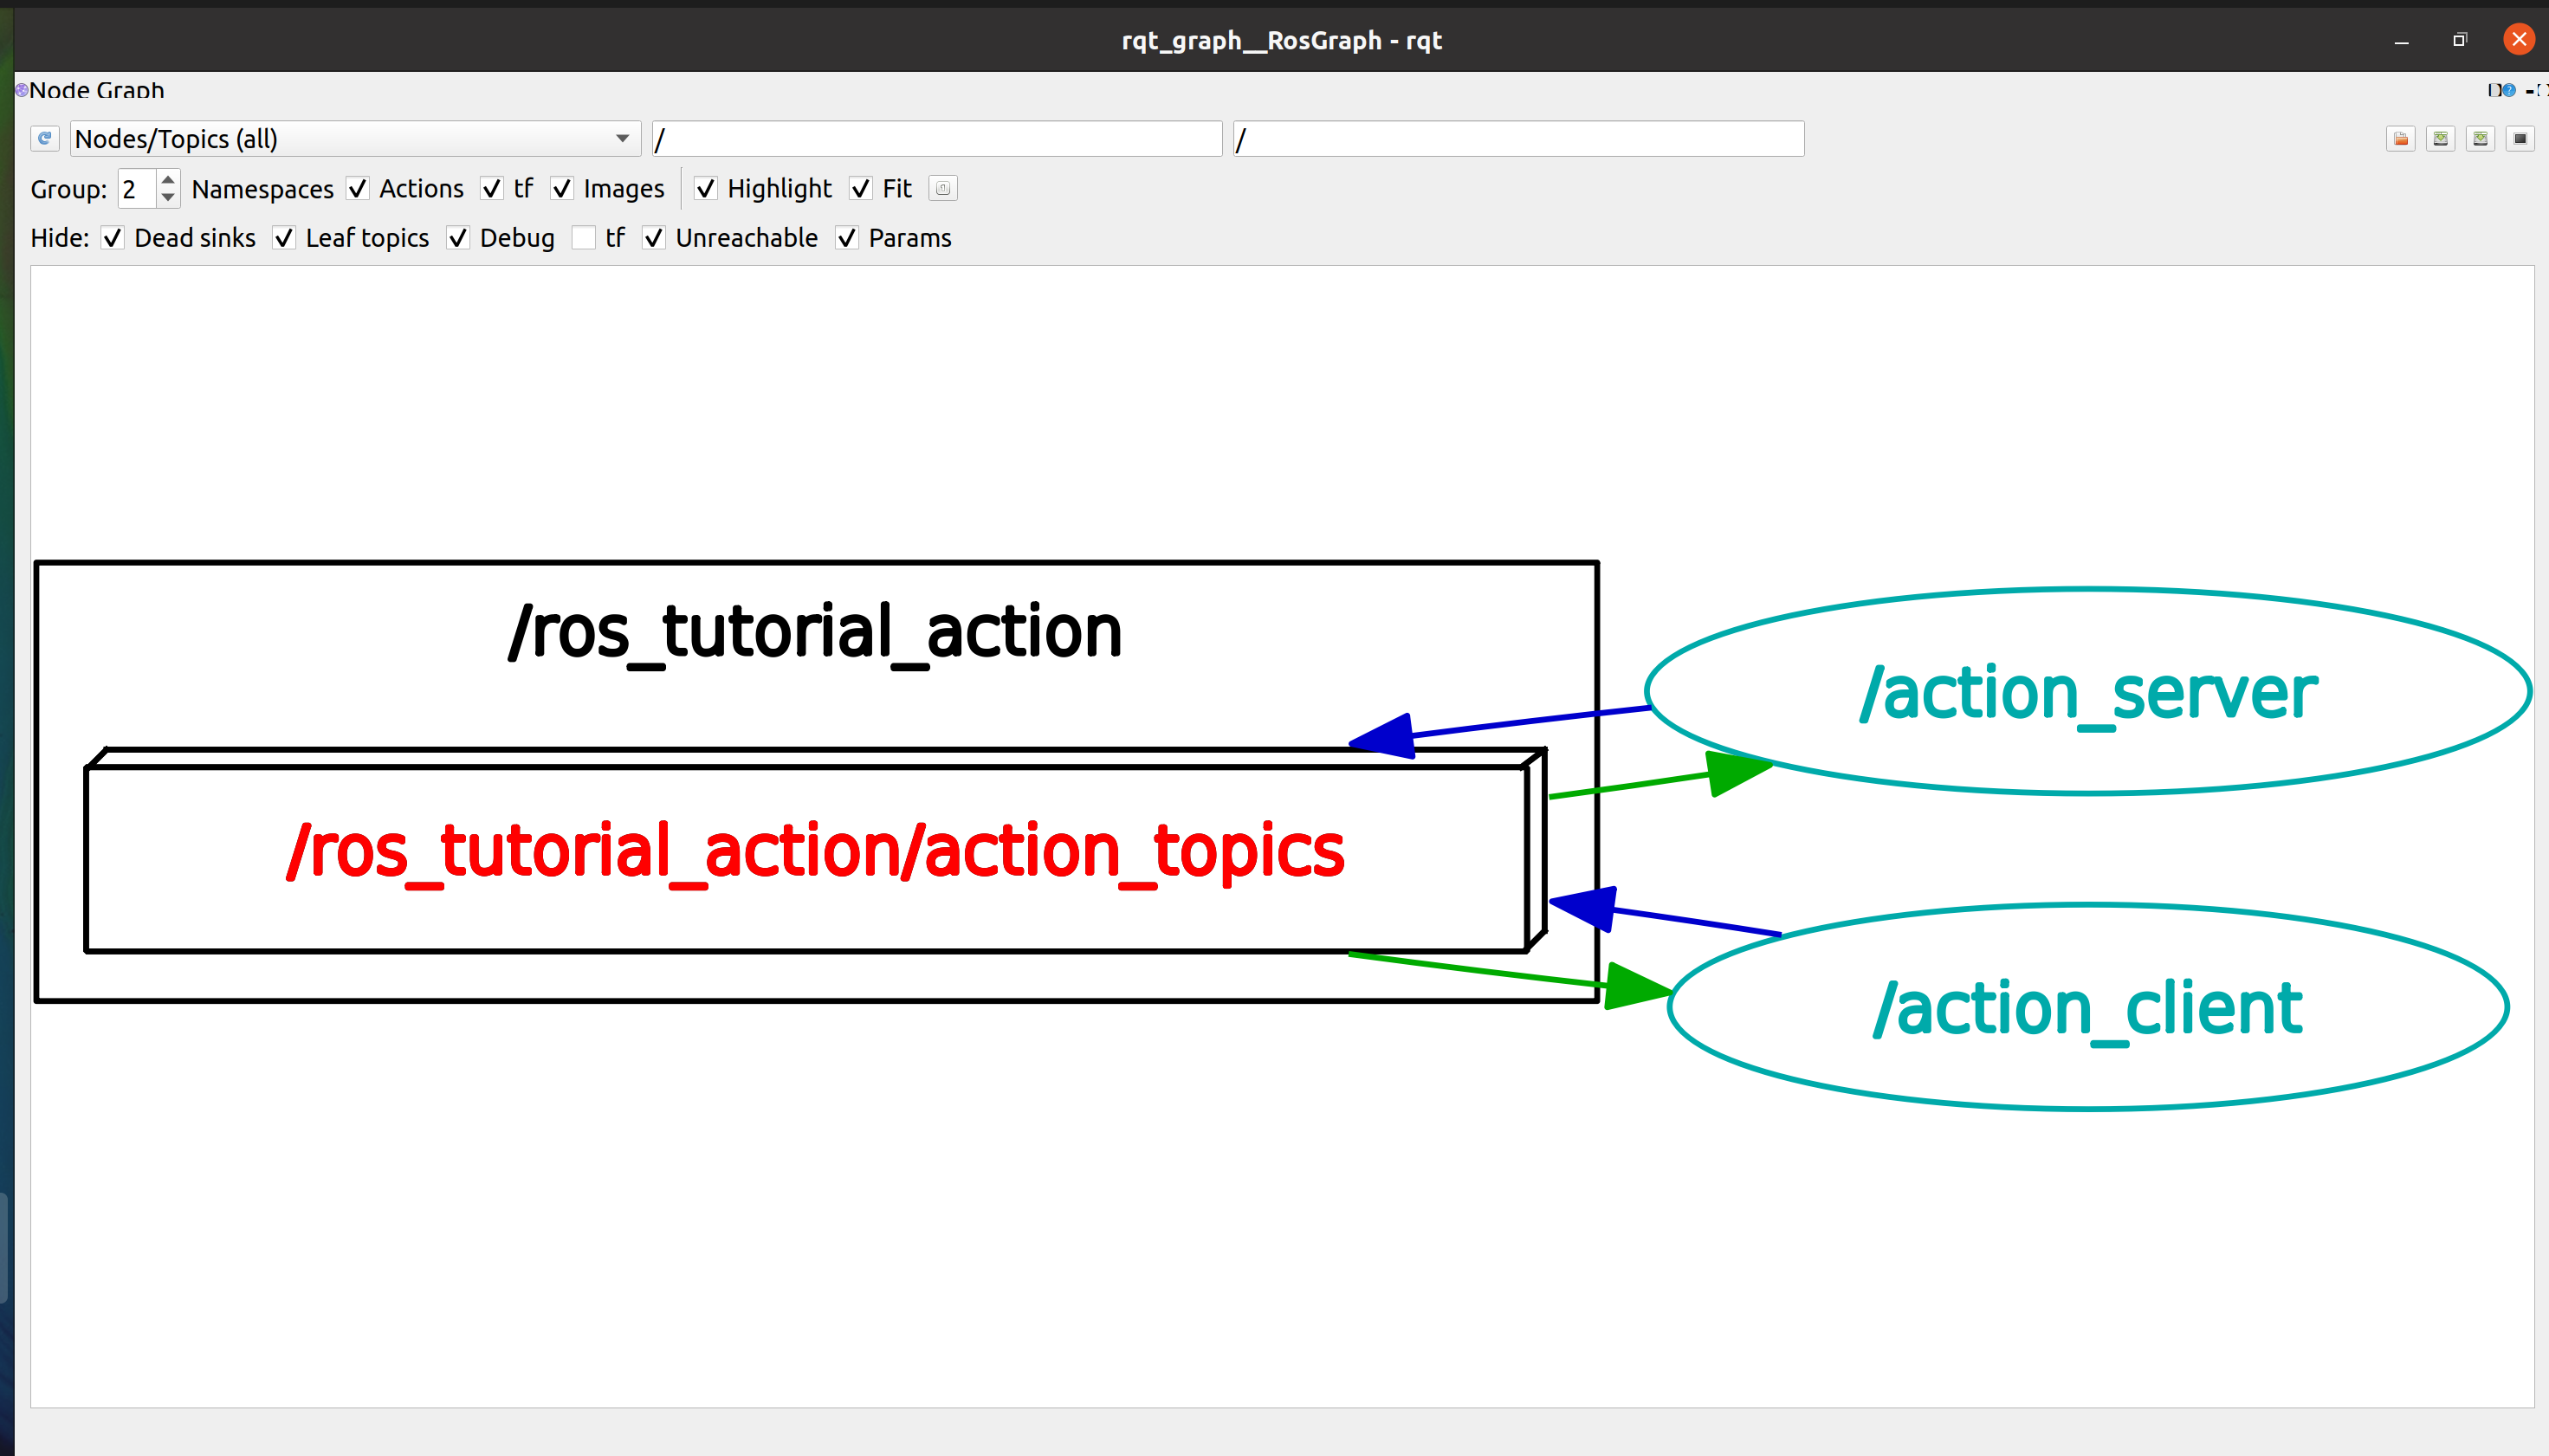 rqt_graph__RosGraph - rqt
Node Graph
Nodes/Topics (all) / /
Group: 2 Namespaces Actions tf Images Highlight Fit
Hide: Dead sinks Leaf topics Debug tf Unreachable Params
/ros_tutorial_action
/action_server
/ros_tutorial_action/action_topics
/action_client